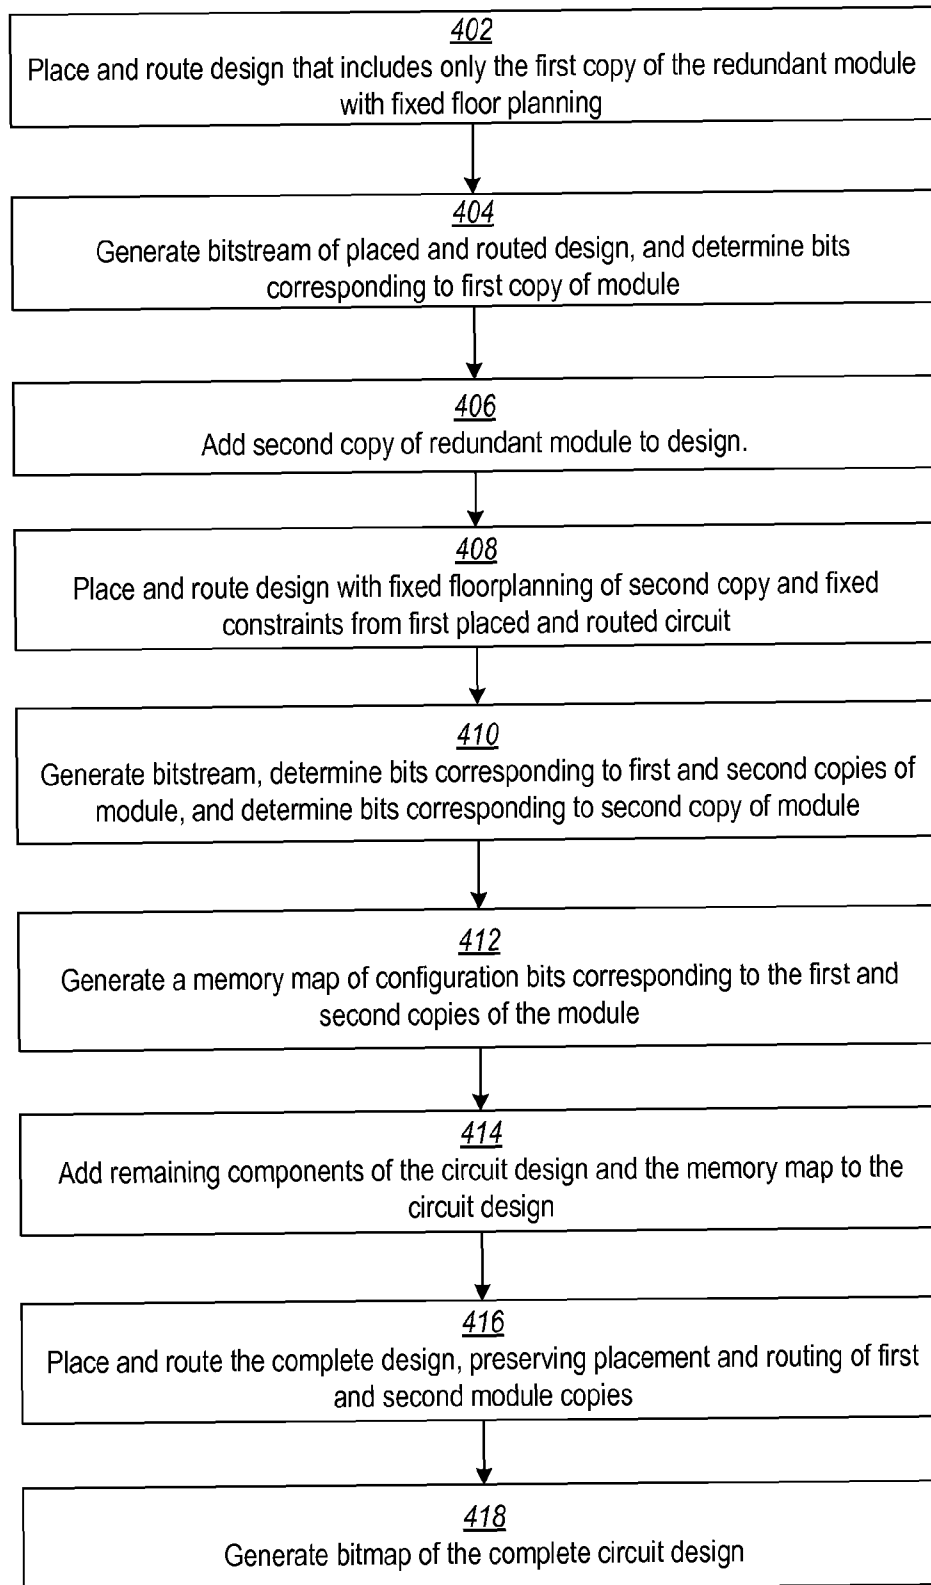 402
Place and route design that includes only the first copy of the redundant module
with fixed floor planning
404
Generate bitstream of placed and routed design, and determine bits
corresponding to first copy of module
406
Add second copy of redundant module to design.
408
Place and route design with fixed floorplanning of second copy and fixed
constraints from first placed and routed circuit
410
Generate bitstream, determine bits corresponding to first and second copies of
module, and determine bits corresponding to second copy of module
412
Generate a memory map of configuration bits corresponding to the first and
second copies of the module
414
Add remaining components of the circuit design and the memory map to the
circuit design
416
Place and route the complete design, preserving placement and routing of first
and second module copies
418
Generate bitmap of the complete circuit design